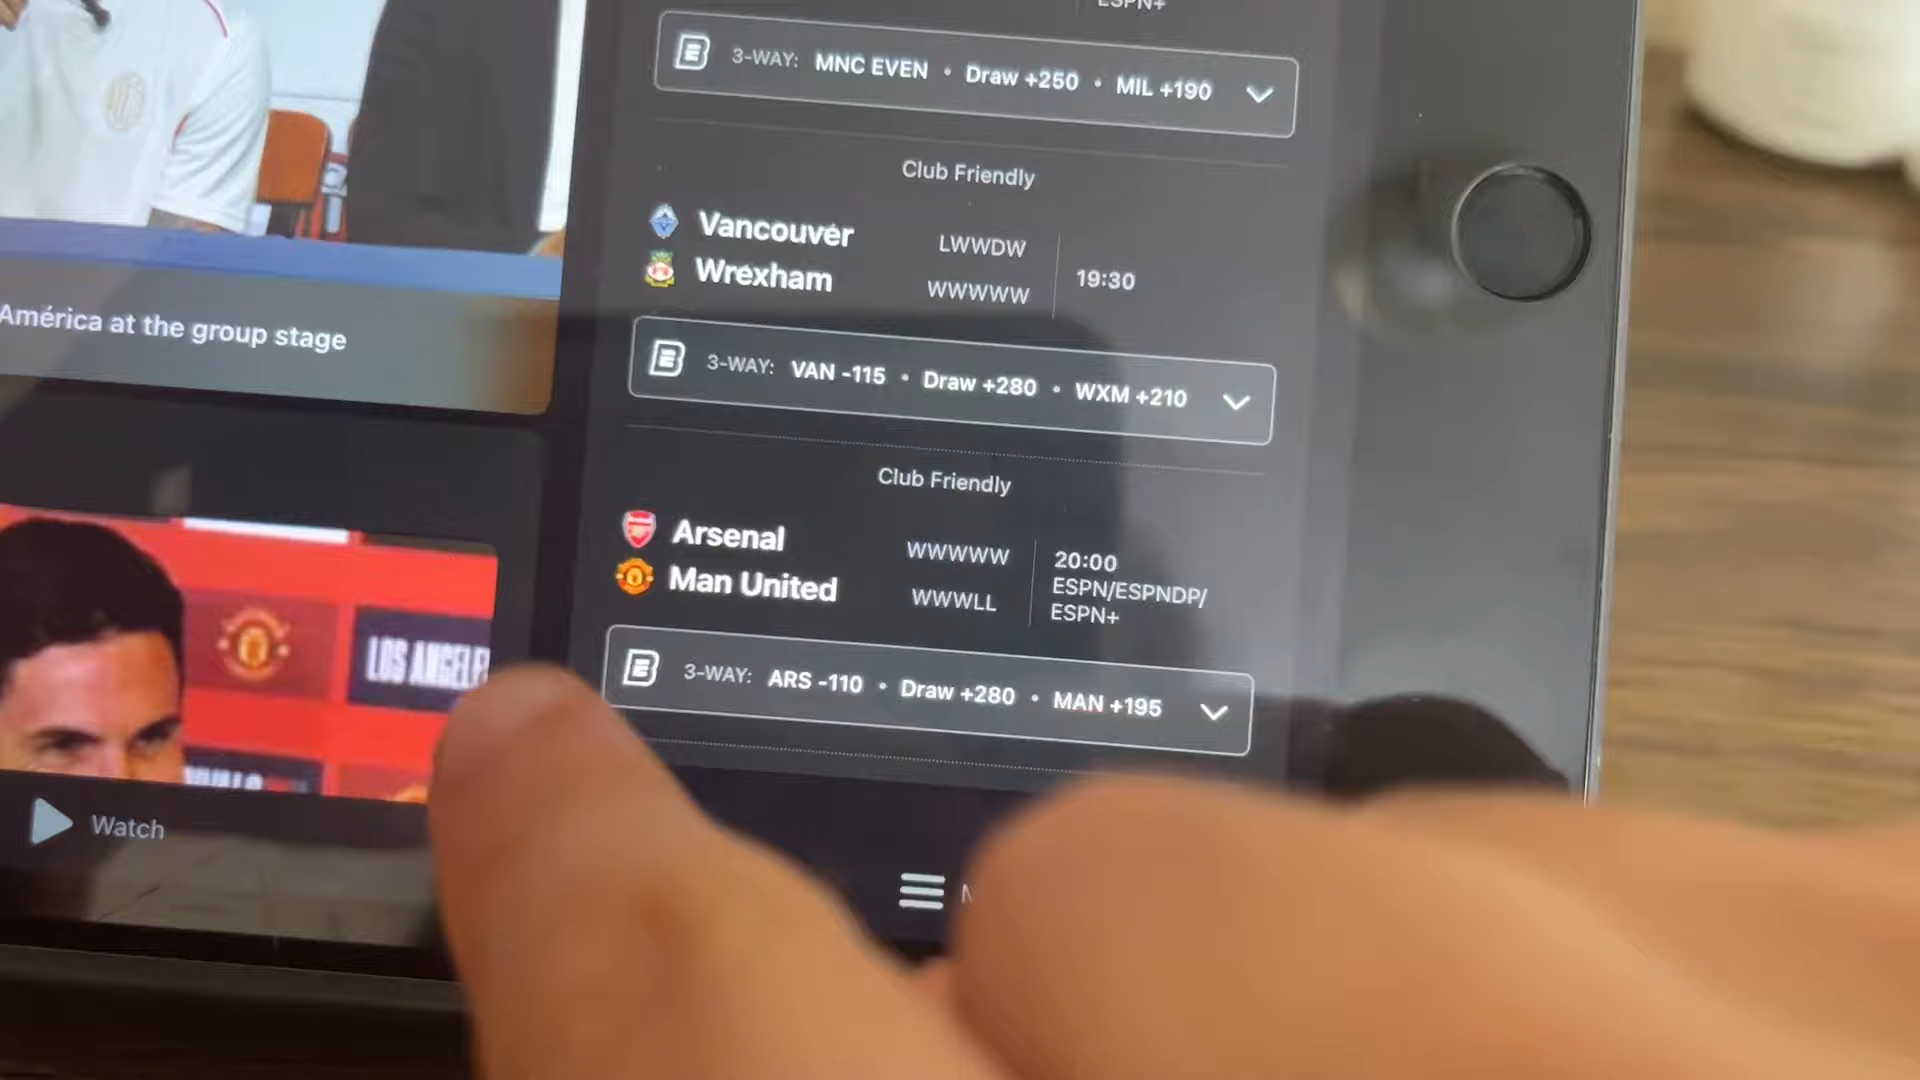 ESPN+
3-WAY: MNC EVEN • Draw +250 • MIL +190
Club Friendly
Vancouver LWWDW
Wrexham WWWWW
19:30
3-WAY: VAN -115 • Draw +280 • WXM +210
Club Friendly
Arsenal WWWWW
Man United WWWLL
20:00
ESPN/ESPNDP/
ESPN+
3-WAY: ARS -110 • Draw +280 • MAN +195
América at the group stage
LOS ANGELE
Watch